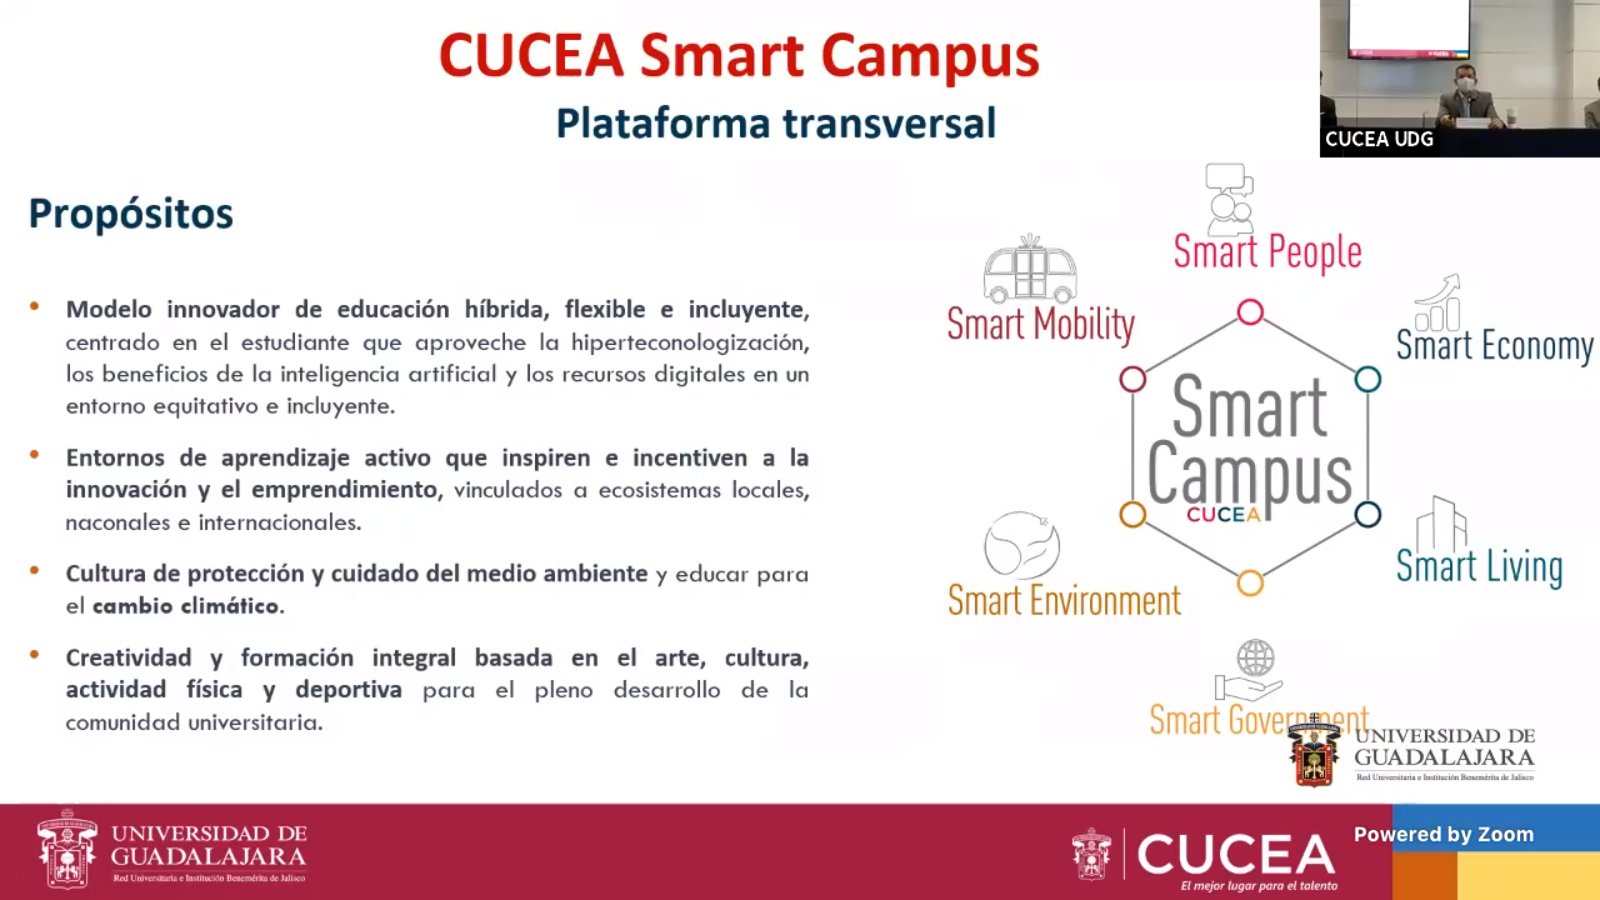 CUCEA Smart Campus
Plataforma transversal
CUCEA UDG
Propósitos
• Modelo innovador de educación híbrida, flexible e incluyente,
centrado en el estudiante que aproveche la hiperteconologización,
los beneficios de la inteligencia artificial y los recursos digitales en un
entorno equitativo e incluyente.
• Entornos de aprendizaje activo que inspiren e incentiven a la
innovación y el emprendimiento, vinculados a ecosistemas locales,
naconales e internacionales.
• Cultura de protección y cuidado del medio ambiente y educar para
el cambio climático.
• Creatividad y formación integral basada en el arte, cultura,
actividad física y deportiva para el pleno desarrollo de la
comunidad universitaria.
Smart People
Smart Mobility
Smart Economy
Smart
Campus
CUCEA
Smart Environment
Smart Living
Smart Government
UNIVERSIDAD DE
GUADALAJARA
Red Universitaria e Institución Benemérita de Jalisco
UNIVERSIDAD DE
GUADALAJARA
Red Universitaria e Institución Benemérita de Jalisco
CUCEA
El mejor lugar para el talento
Powered by Zoom